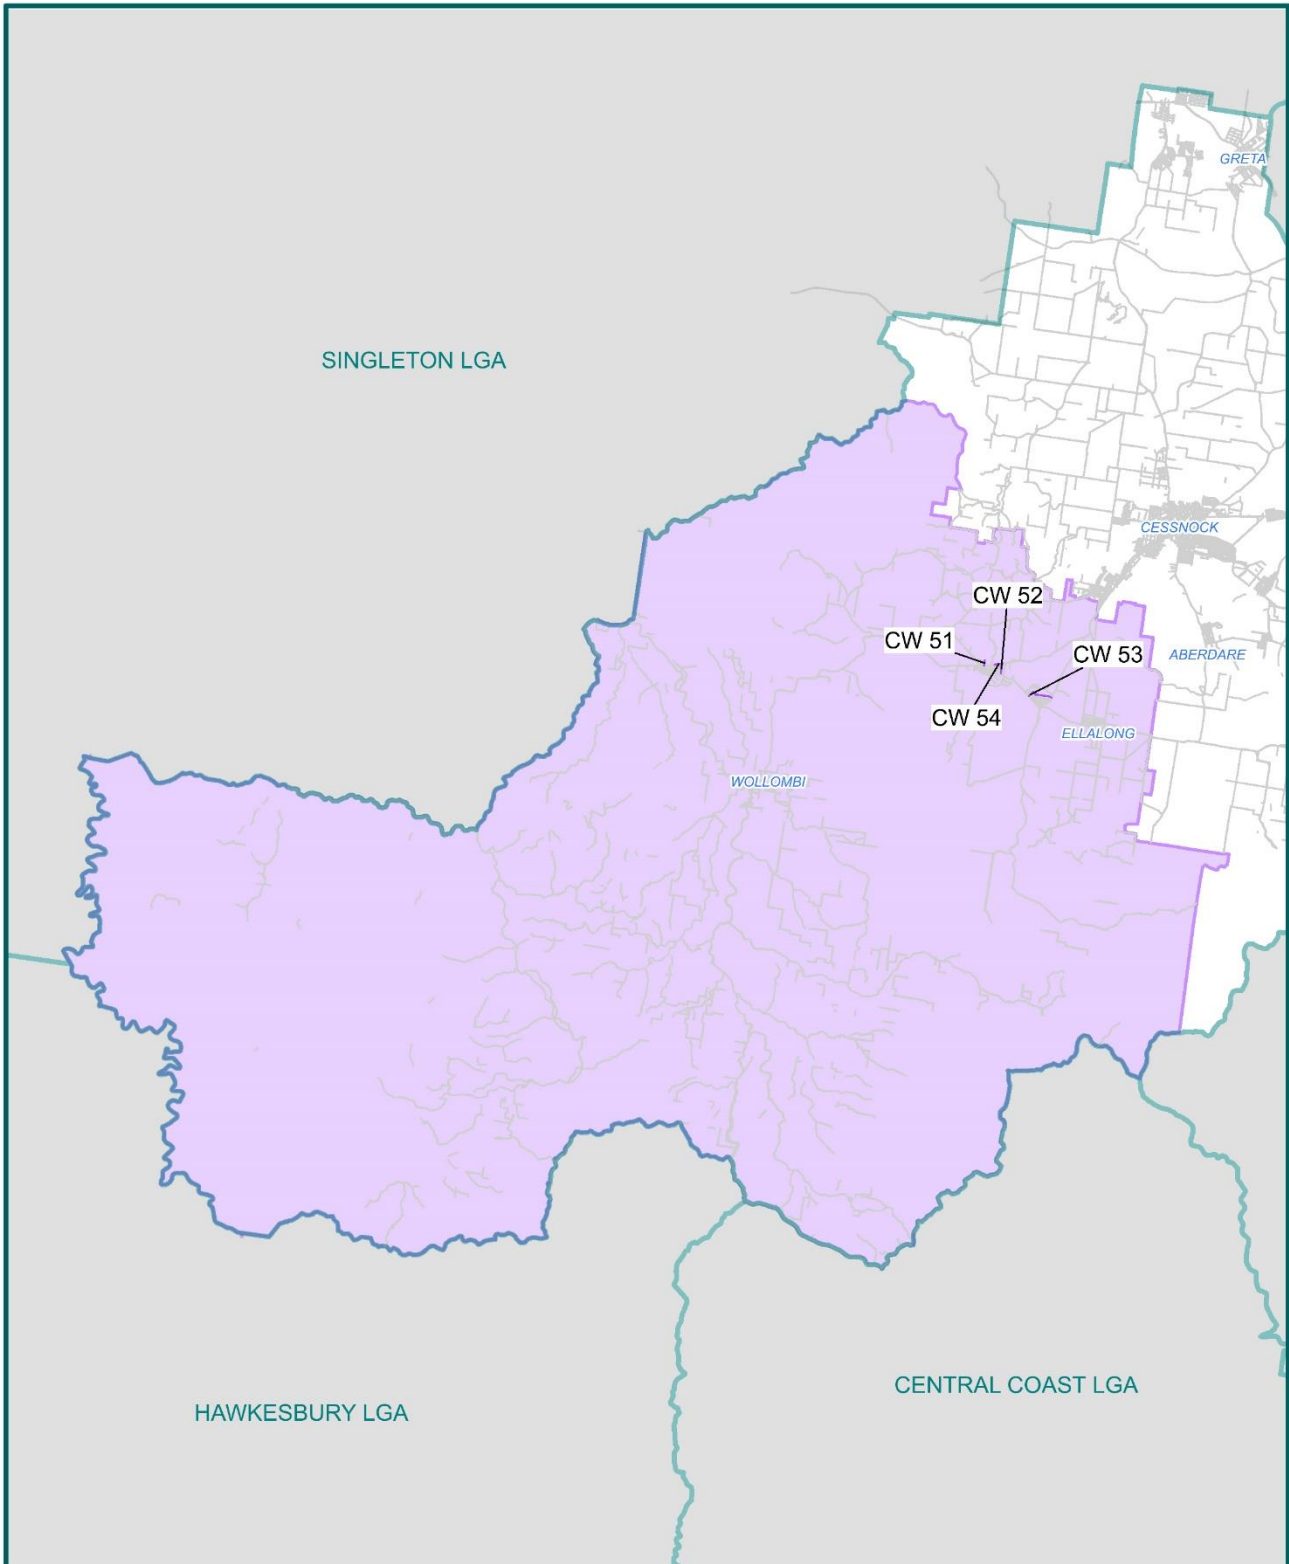 GRETA
SINGLETON LGA
CESSNOCK
CW 52
CW 51
CW 53
ABERDARE
CW 54
ELLALONG
WOLLOMBI
CENTRAL COAST LGA
HAWKESBURY LGA